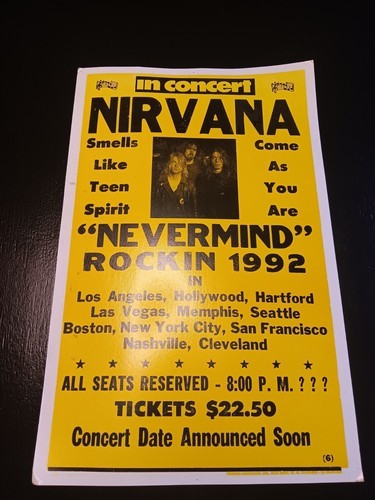 in concert
NIRVANA
Smells Come
Like As
Teen You
Spirit Are
"NEVERMIND"
ROCKIN 1992
IN
Los Angeles, Hollywood, Hartford
Las Vegas, Memphis, Seattle
Boston, New York City, San Francisco
Nashville, Cleveland
ALL SEATS RESERVED - 8:00 P. M. ? ? ?
TICKETS $22.50
Concert Date Announced Soon
(6)